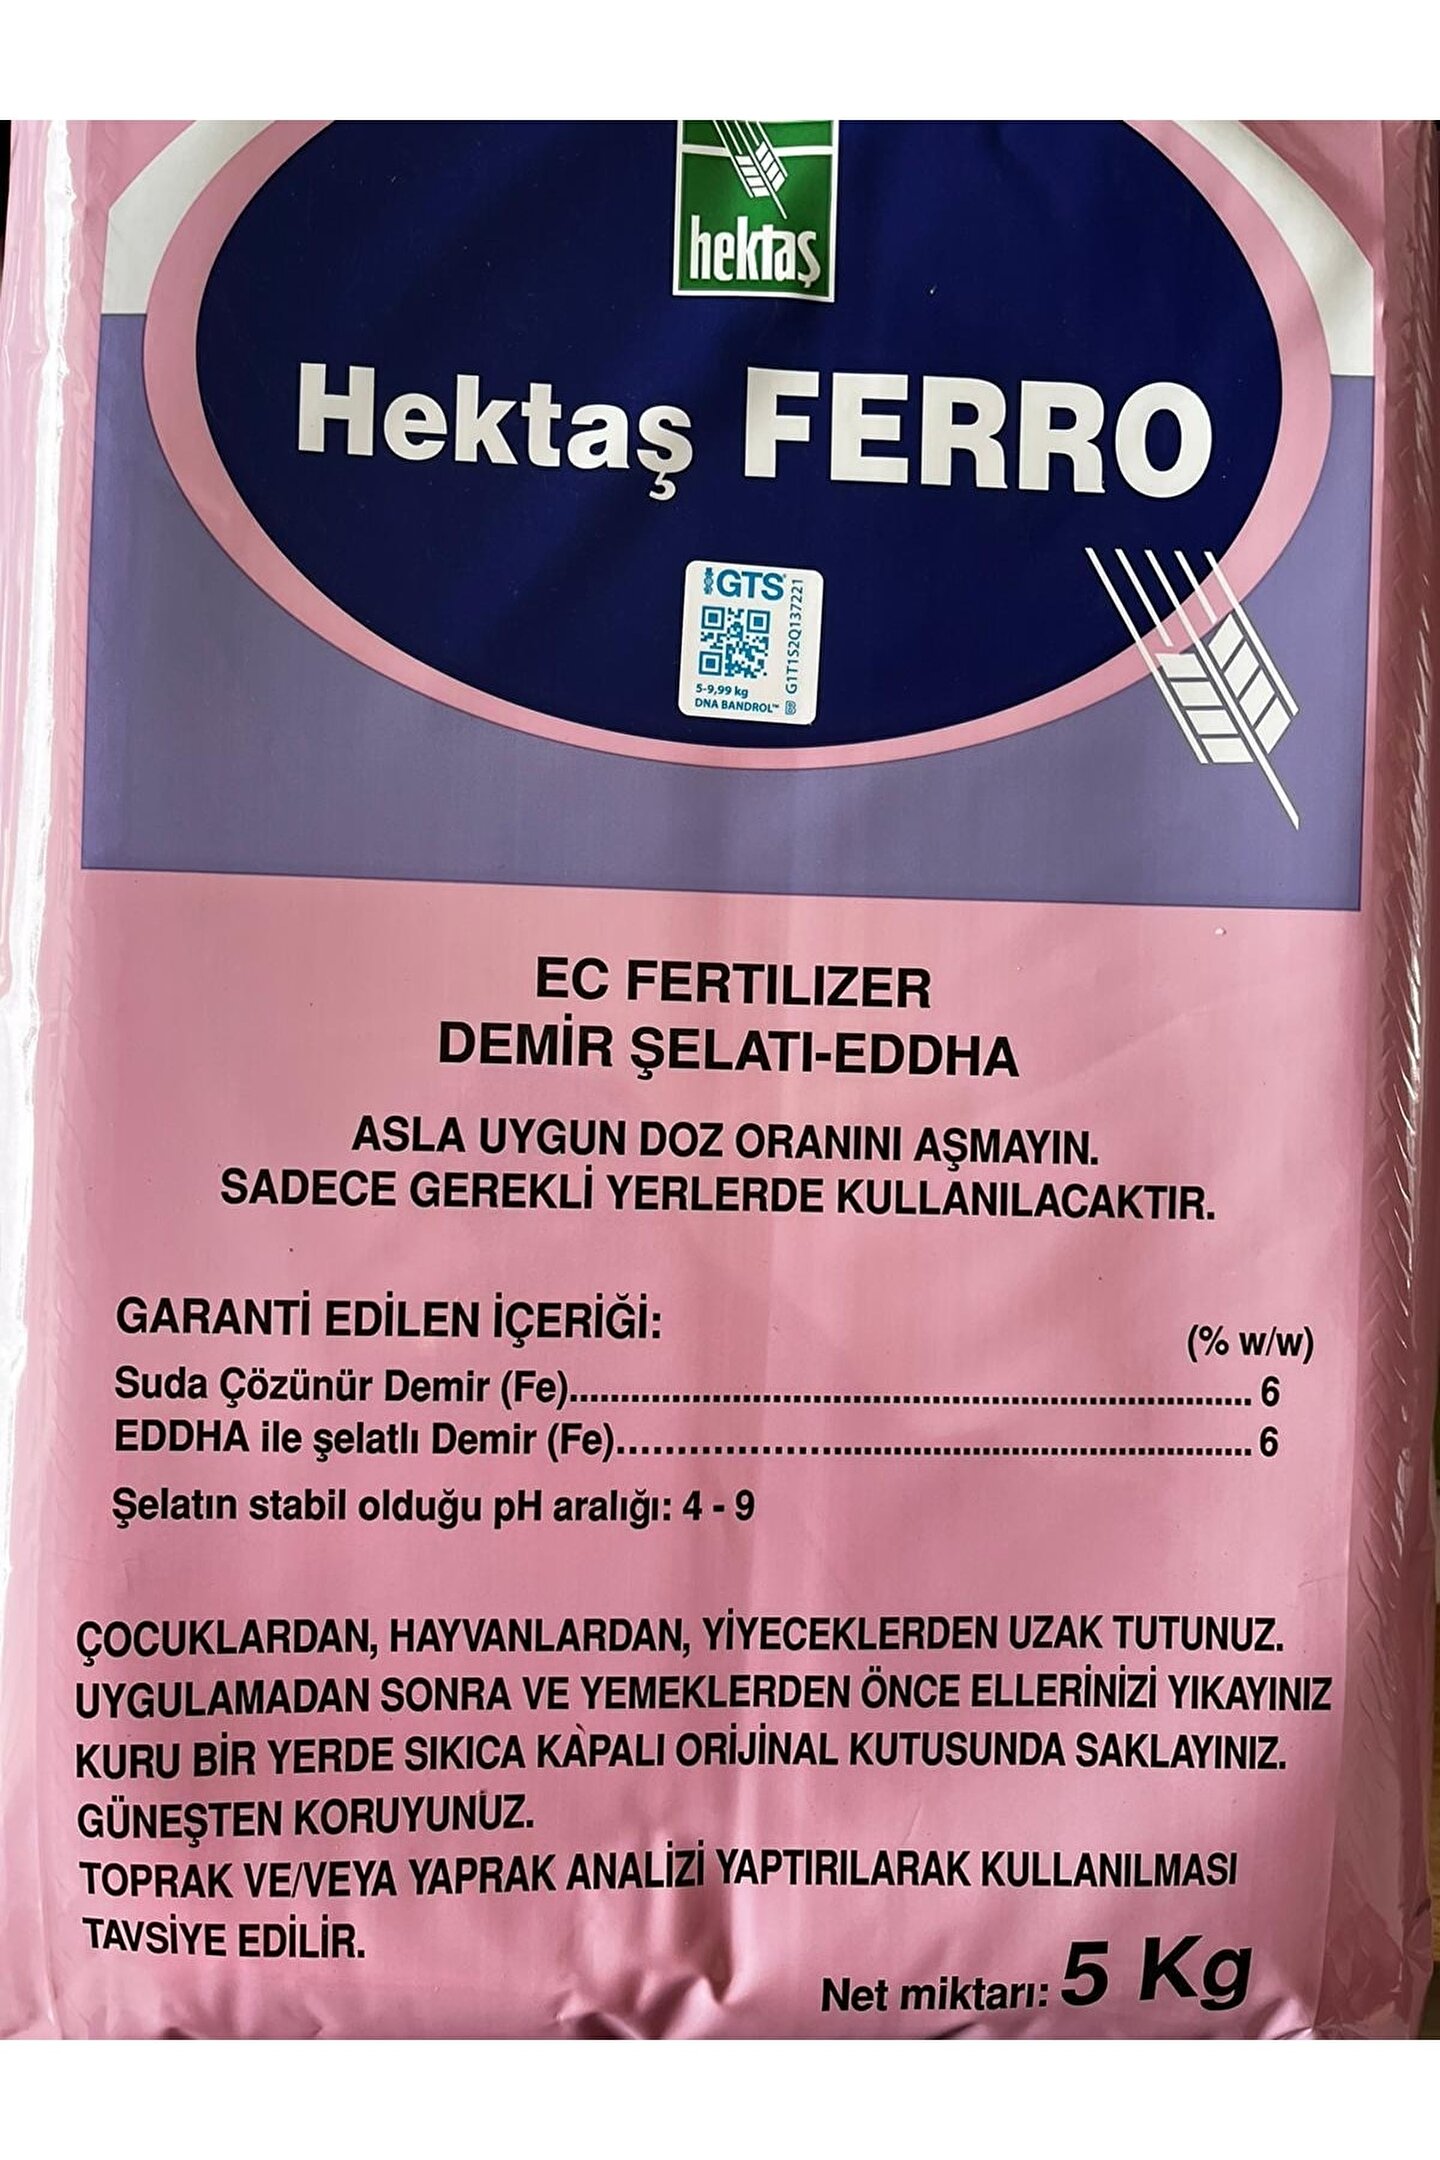 hektaş
Hektaş FERRO
GTS
G1T1S2Q137221
5-9,99 kg
DNA BANDROL™ B
EC FERTILIZER
DEMİR ŞELATI-EDDHA
ASLA UYGUN DOZ ORANINI AŞMAYIN.
SADECE GEREKLİ YERLERDE KULLANILACAKTIR.
GARANTİ EDİLEN İÇERİĞİ:
(% w/w)
Suda Çözünür Demir (Fe)........................................................................ 6
EDDHA ile şelatlı Demir (Fe)................................................................... 6
Şelatın stabil olduğu pH aralığı: 4 - 9
ÇOCUKLARDAN, HAYVANLARDAN, YİYECEKLERDEN UZAK TUTUNUZ.
UYGULAMADAN SONRA VE YEMEKLERDEN ÖNCE ELLERİNİZİ YIKAYINIZ
KURU BİR YERDE SIKICA KAPALI ORİJİNAL KUTUSUNDA SAKLAYINIZ.
GÜNEŞTEN KORUYUNUZ.
TOPRAK VE/VEYA YAPRAK ANALİZİ YAPTIRILARAK KULLANILMASI
TAVSİYE EDİLİR.
Net miktarı: 5 Kg